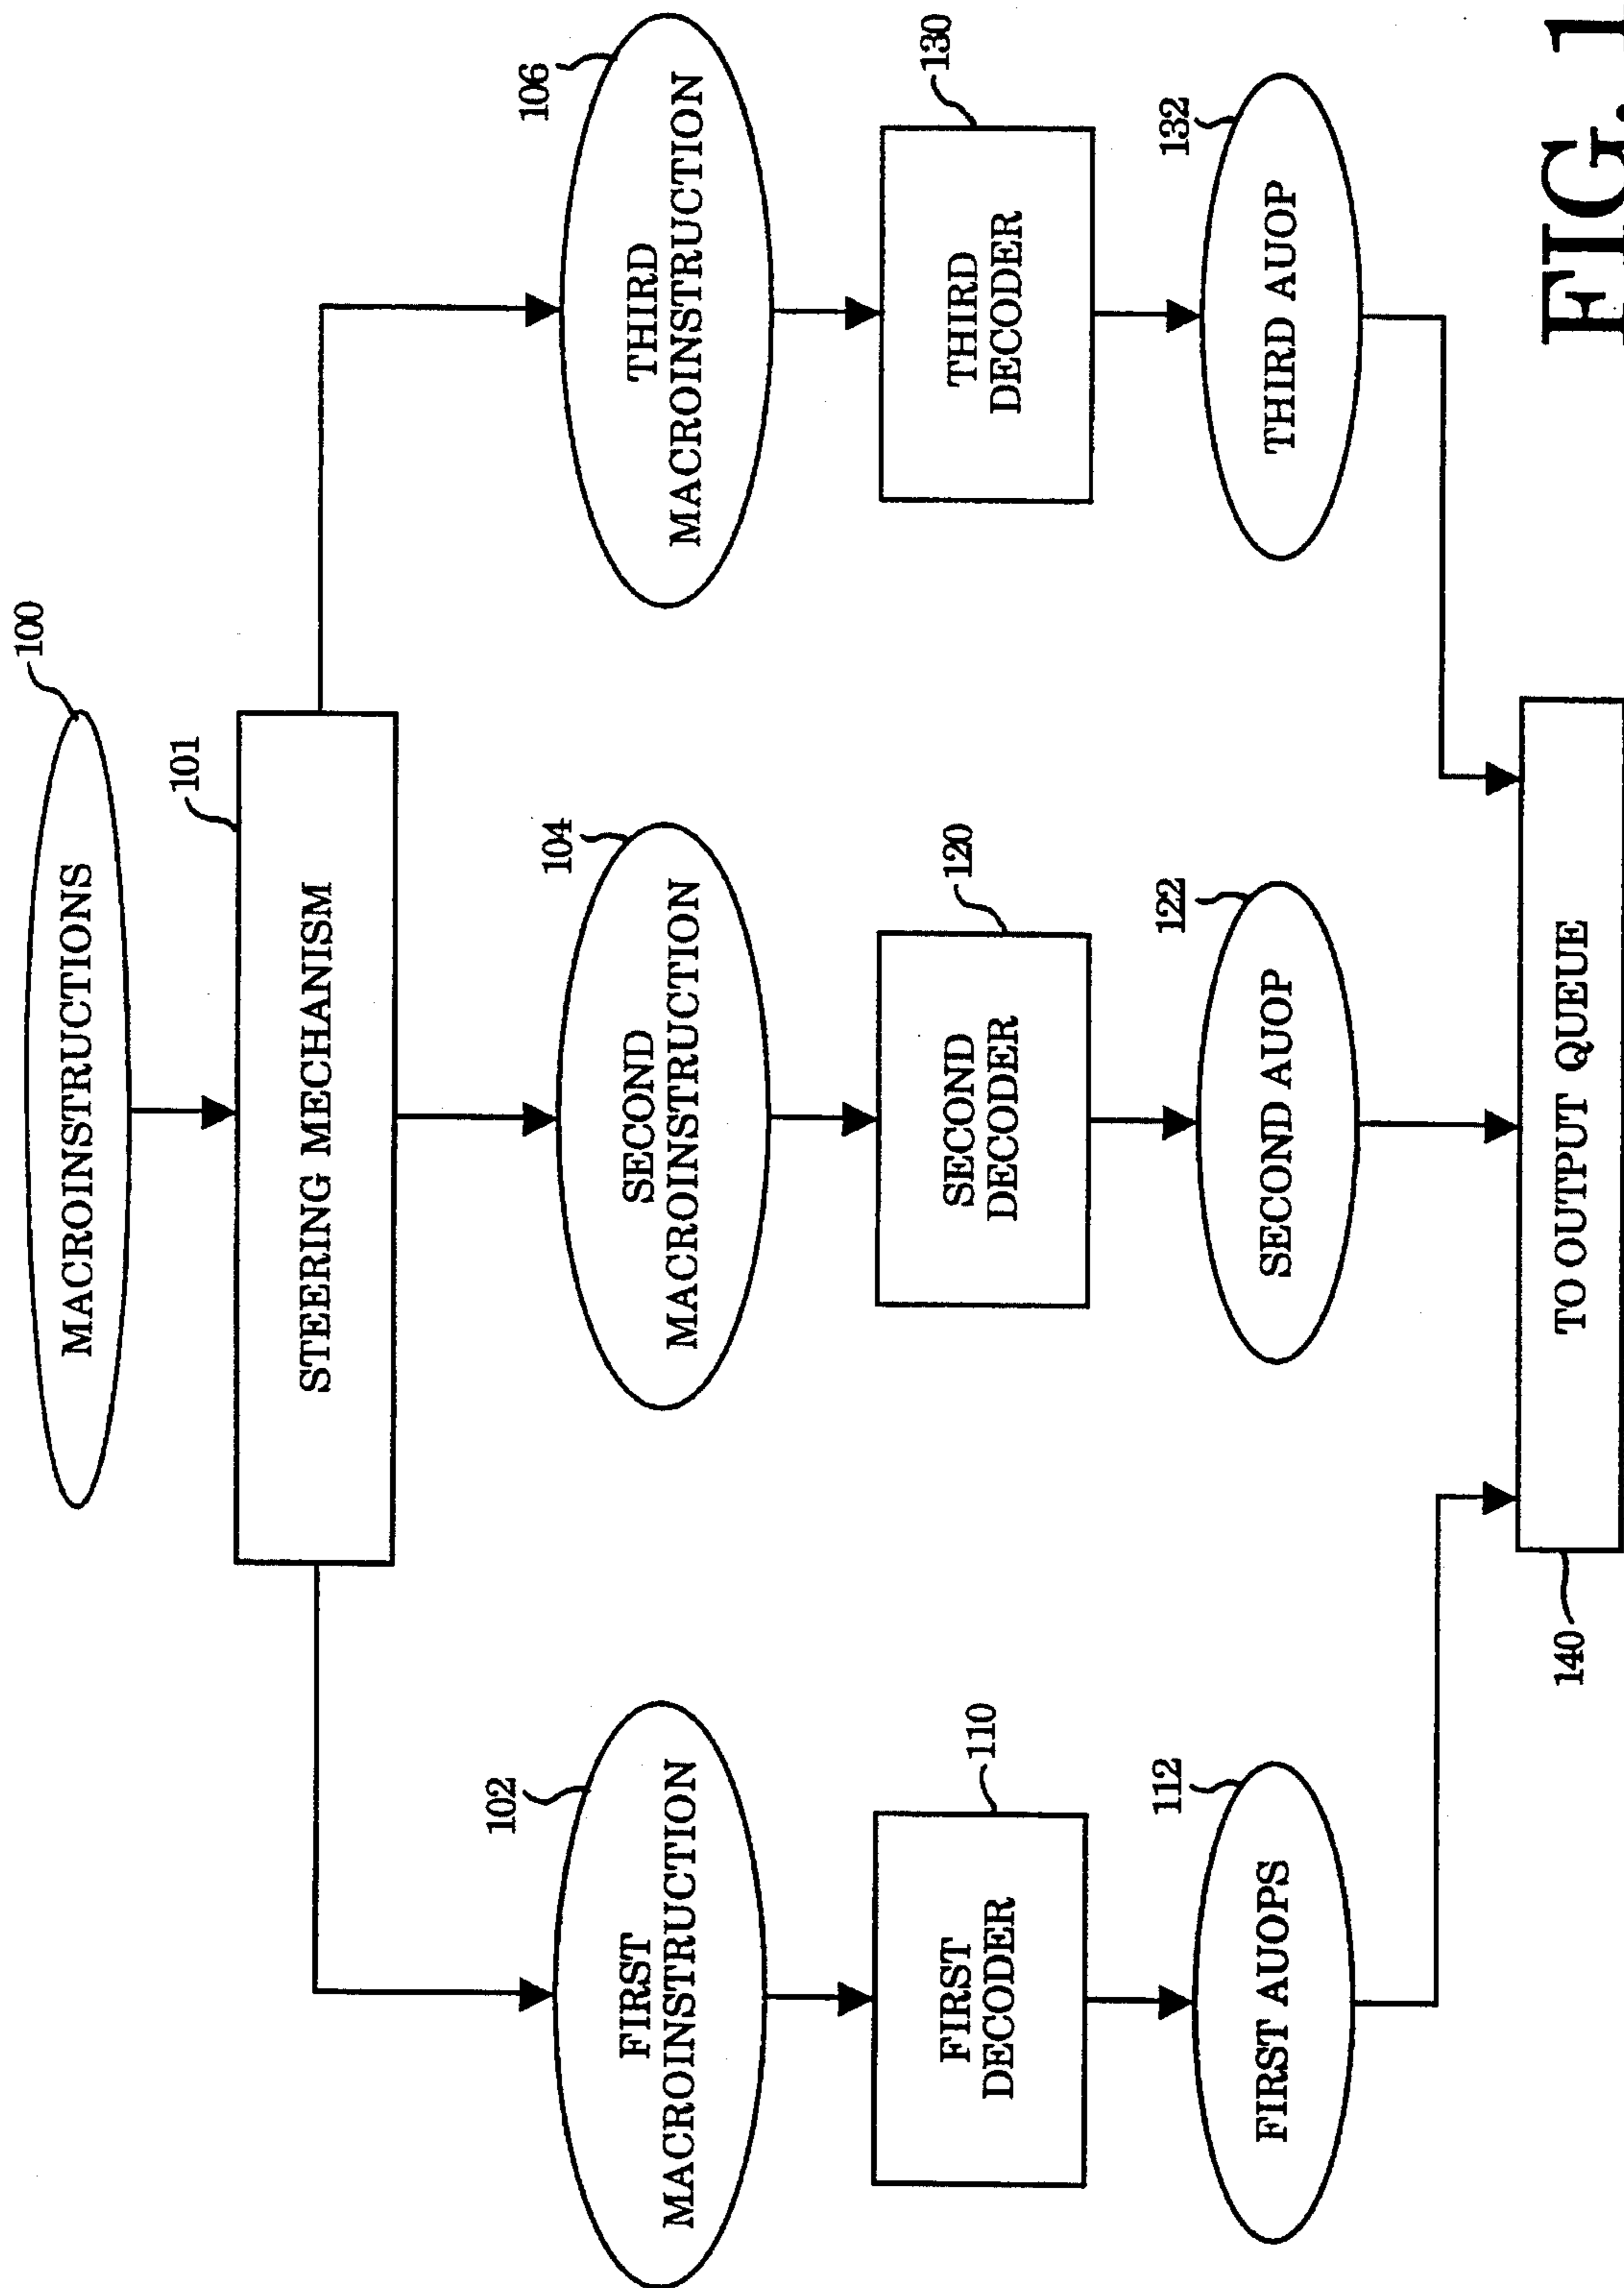 100
MACROINSTRUCTIONS
101
STEERING MECHANISM
102
FIRST
MACROINSTRUCTION
104
SECOND
MACROINSTRUCTION
106
THIRD
MACROINSTRUCTION
110
FIRST
DECODER
120
SECOND
DECODER
130
THIRD
DECODER
112
FIRST AUOPS
122
SECOND AUOP
132
THIRD AUOP
140
TO OUTPUT QUEUE
FIG. 1